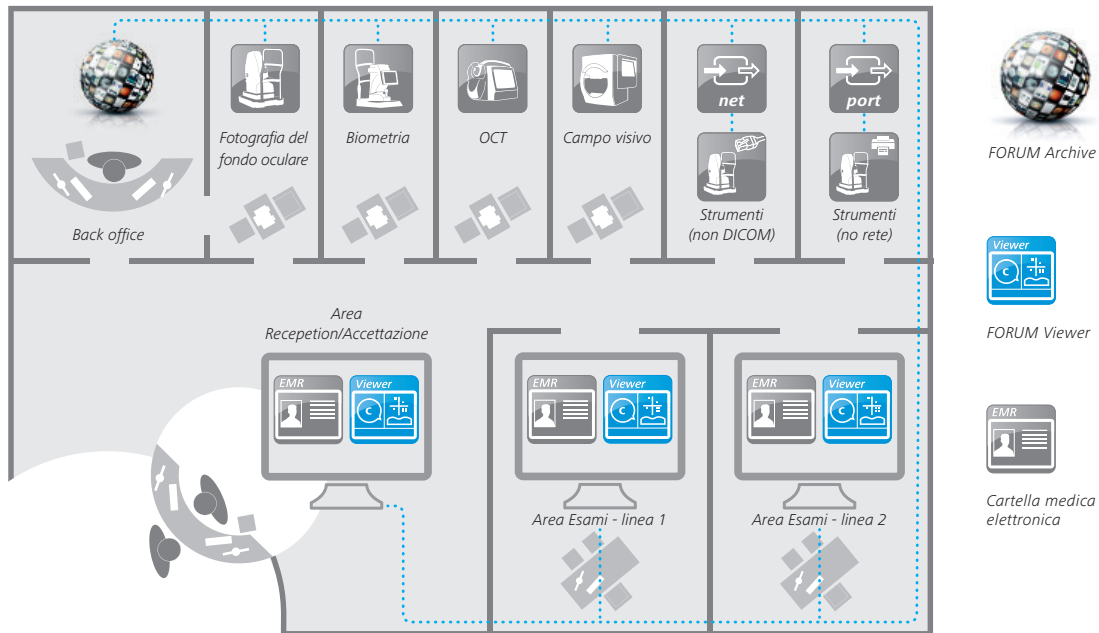 net
port
Fotografia del
fondo oculare
Biometria
OCT
Campo visivo
FORUM Archive
Back office
Strumenti
(non DICOM)
Strumenti
(no rete)
Viewer
C
FORUM Viewer
Area
Recepetion/Accettazione
EMR
Viewer
C
EMR
Viewer
C
EMR
Viewer
C
EMR
Cartella medica
elettronica
Area Esami - linea 1
Area Esami - linea 2